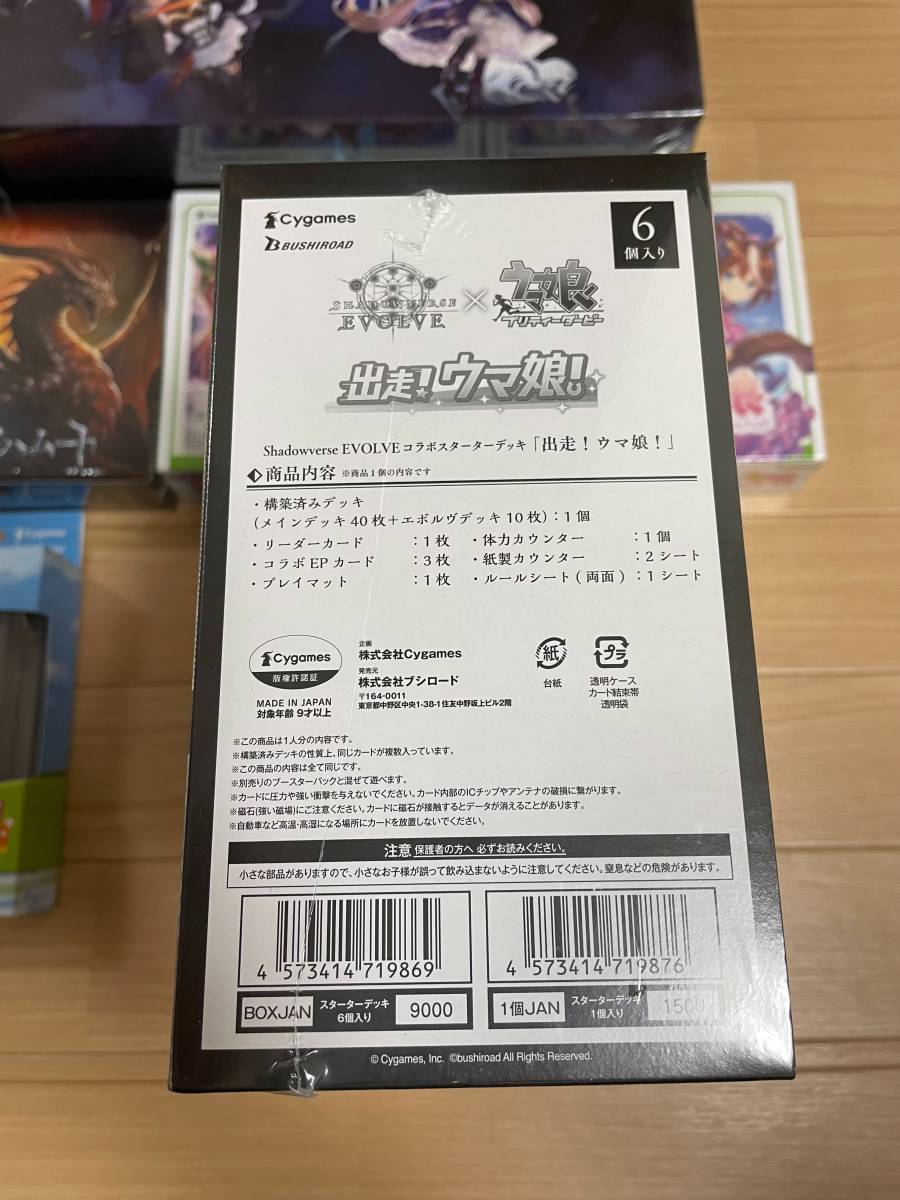 Cygames
BUSHIROAD
6
個入り
SHADOWVERSE
EVOLVE
×
ウマ娘
プリティーダービー
出走!ウマ娘!
Shadowverse EVOLVEコラボスターターデッキ「出走!ウマ娘!」
商品内容 ※商品1個の内容です
・構築済みデッキ
(メインデッキ40枚+エボルヴデッキ10枚):1個
・リーダーカード :1枚 ・体力カウンター :1個
・コラボEPカード :3枚 ・紙製カウンター :2シート
・プレイマット :1枚 ・ルールシート(両面):1シート
Cygames
版権許諾証
MADE IN JAPAN
対象年齢 9才以上
企画
株式会社Cygames
発売元
株式会社ブシロード
〒164-0011
東京都中野区中央1-38-1住友中野坂上ビル2階
紙
台紙
プラ
透明ケース
カード結束帯
透明袋
※この商品は1人分の内容です。
※構築済みデッキの性質上、同じカードが複数入っています。
※この商品の内容は全て同じです。
※別売りのブースターパックと混ぜて遊べます。
※カードに圧力や強い衝撃を与えないでください。カード内部のICチップやアンテナの破損に繋がります。
※磁石(強い磁場)にご注意ください。カードに磁石が接触するとデータが消えることがあります。
※自動車など高温・高湿になる場所にカードを放置しないでください。
注意 保護者の方へ 必ずお読みください。
小さな部品がありますので、小さなお子様が誤って飲み込まないように注意してください。窒息などの危険があります。
4 573414 719869
4 573414 719876
BOXJAN スターターデッキ 6個入り 9000
1個JAN スターターデッキ 1個入り 1500
© Cygames, Inc. ©bushiroad All Rights Reserved.
Cygames